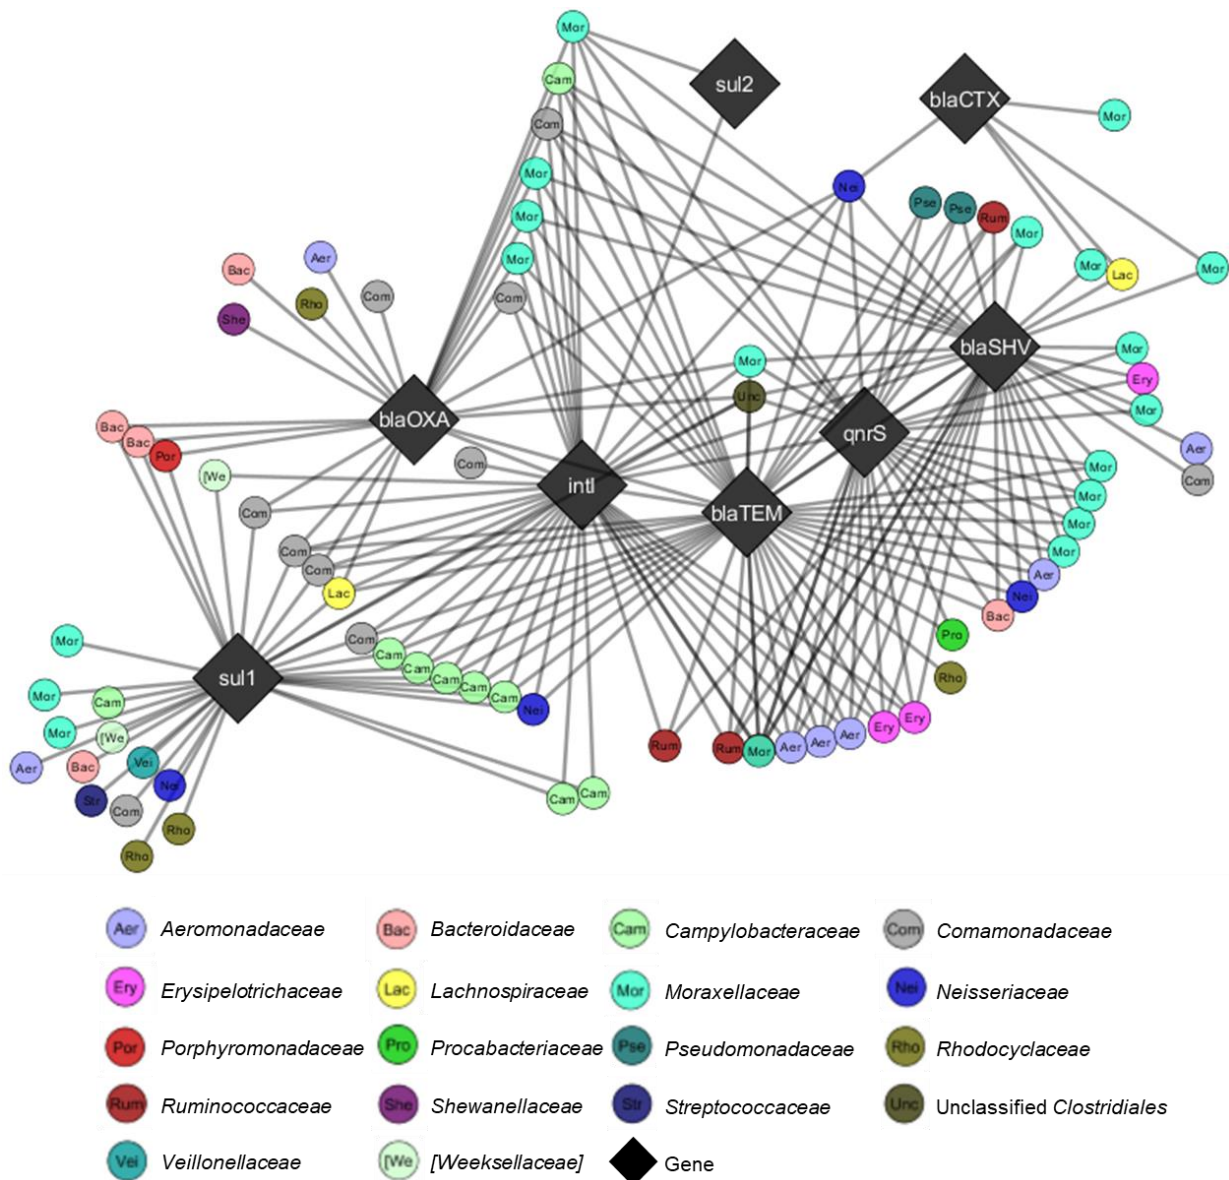 Mor
Cam
sul2
blaCTX
Mor
Com
Mor
Nei
Pse
Pse
Rum
Mor
Mor
Mor
Aer
Bac
Mor
Lac
Mor
Com
Com
Rho
She
blaSHV
Mor
Mor
Ery
Unc
Mor
blaOXA
qnrS
Bac
Bac
Por
Aer
Com
Com
[We
intI
Mor
Mor
blaTEM
Com
Mor
Com
Mor
Com
Aer
Lac
Nei
Bac
Com
Mor
Pro
Cam
Cam
sul1
Cam
Rho
Cam
Cam
Nei
Mor
Cam
Ery
Ery
Mor
[We
Aer
Aer
Rum
Rum
Mor
Aer
Vei
Aer
Bac
Nei
Cam
Cam
Str
Com
Rho
Rho
Aer Aeromonadaceae Bac Bacteroidaceae Cam Campylobacteraceae Com Comamonadaceae
Ery Erysipelotrichaceae Lac Lachnospiraceae Mor Moraxellaceae Nei Neisseriaceae
Por Porphyromonadaceae Pro Procabacteriaceae Pse Pseudomonadaceae Rho Rhodocyclaceae
Rum Ruminococcaceae She Shewanellaceae Str Streptococcaceae Unc Unclassified Clostridiales
Vei Veillonellaceae [We [Weeksellaceae] Gene